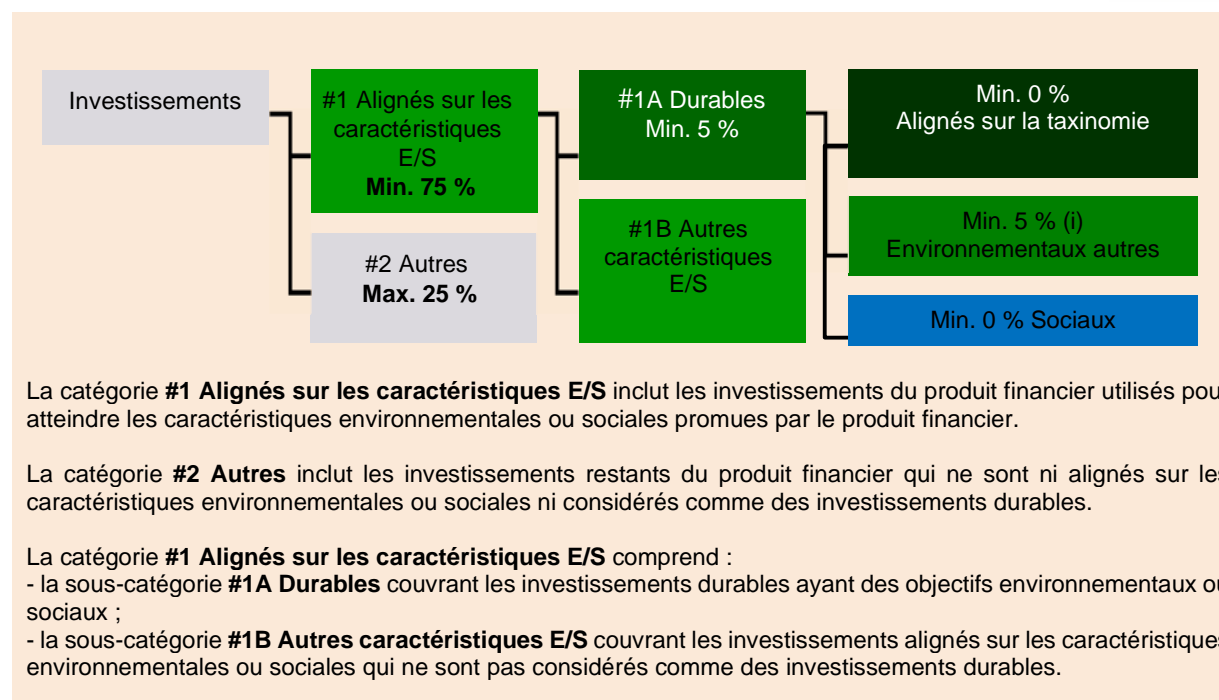 Investissements
#1 Alignés sur les
caractéristiques
E/S
Min. 75 %
#2 Autres
Max. 25 %
#1A Durables
Min. 5 %
#1B Autres
caractéristiques
E/S
Min. 0 %
Alignés sur la taxinomie
Min. 5 % (i)
Environnementaux autres
Min. 0 % Sociaux
La catégorie #1 Alignés sur les caractéristiques E/S inclut les investissements du produit financier utilisés pou
atteindre les caractéristiques environnementales ou sociales promues par le produit financier.
La catégorie #2 Autres inclut les investissements restants du produit financier qui ne sont ni alignés sur les
caractéristiques environnementales ou sociales ni considérés comme des investissements durables.
La catégorie #1 Alignés sur les caractéristiques E/S comprend :
- la sous-catégorie #1A Durables couvrant les investissements durables ayant des objectifs environnementaux ou
sociaux ;
- la sous-catégorie #1B Autres caractéristiques E/S couvrant les investissements alignés sur les caractéristiques
environnementales ou sociales qui ne sont pas considérés comme des investissements durables.